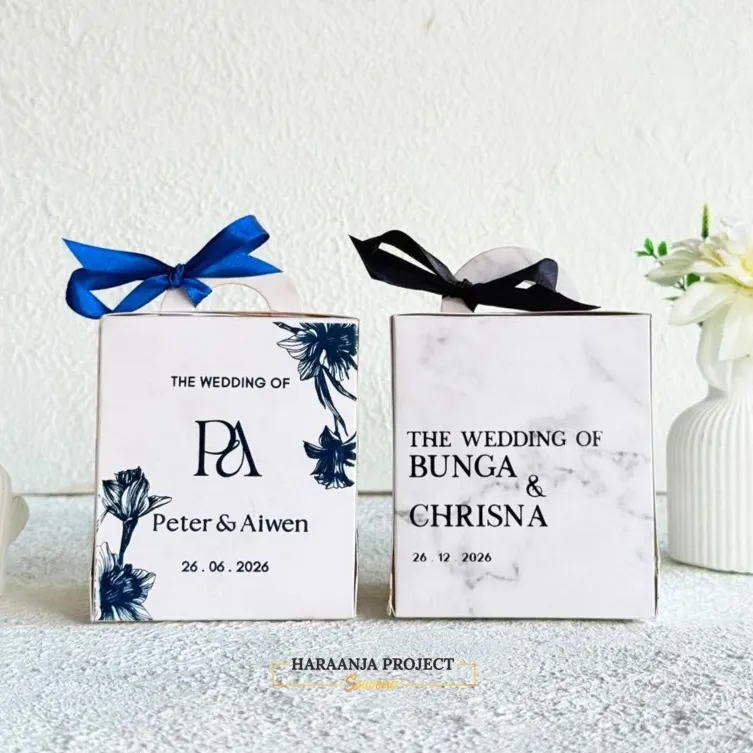 THE WEDDING OF
P&A
Peter & Aiwen
26 . 06 . 2026
THE WEDDING OF
BUNGA
&
CHRISNA
26 . 12 . 2026
HARAANJA PROJECT
Souvenir